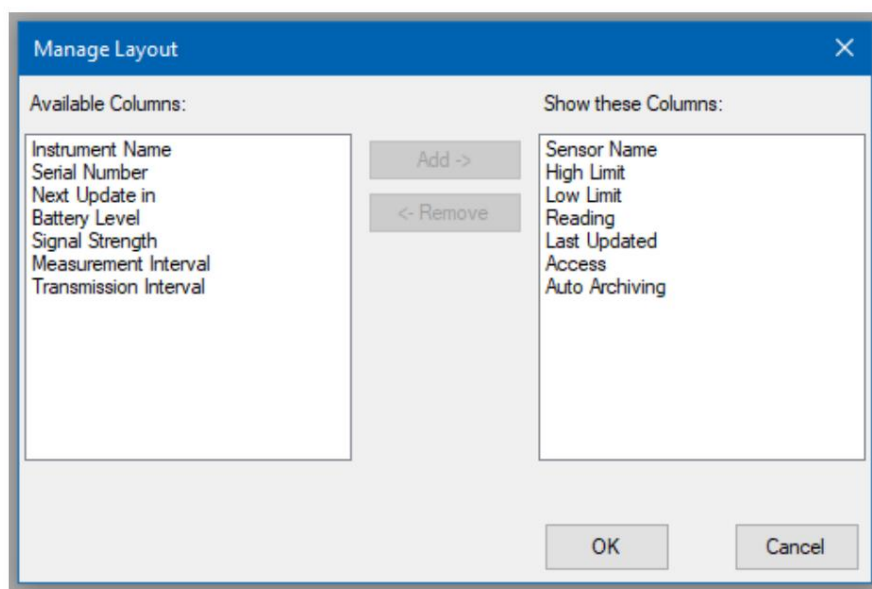 Manage Layout
Available Columns:
Instrument Name
Serial Number
Next Update in
Battery Level
Signal Strength
Measurement Interval
Transmission Interval
Add ->
<- Remove
Show these Columns:
Sensor Name
High Limit
Low Limit
Reading
Last Updated
Access
Auto Archiving
OK
Cancel